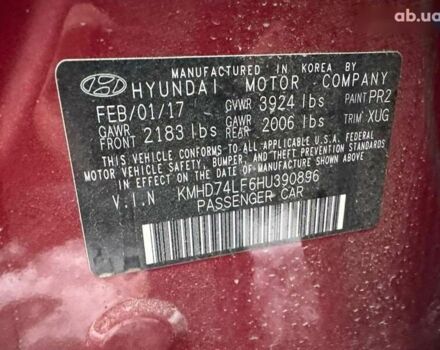 ab.ua
MANUFACTURED IN KOREA BY
HYUNDAI MOTOR COMPANY
FEB/01/17 GVWR 3924 lbs PAINT PR2
GAWR FRONT 2183 lbs GAWR REAR 2006 lbs TRIM XUG
THIS VEHICLE CONFORMS TO ALL APPLICABLE U.S. FEDERAL
MOTOR VEHICLE SAFETY, BUMPER, AND THEFT PREVENTION
STANDARDS IN EFFECT ON THE DATE OF MANUFACTURE SHOWN ABOVE.
V.I.N KMHD74LF6HU390896
PASSENGER CAR